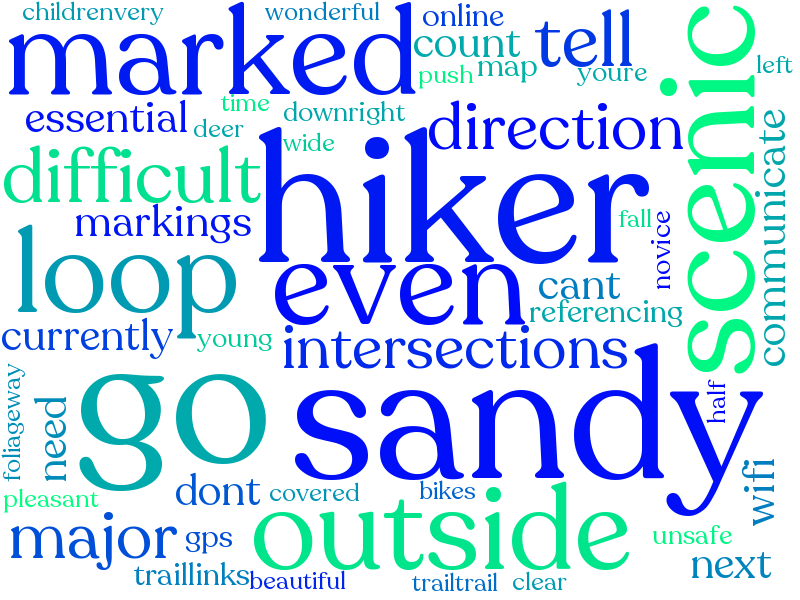 childrenvery
wonderful
online
marked
count
tell
scenic
push
map
youre
left
time
essential
deer
downright
wide
direction
communicate
difficult
hiker
markings
fall
novice
loop
even
cant
referencing
currently
young
intersections
foliageway
need
go
sandy
half
wifi
pleasant
dont
covered
bikes
outside
major
gps
unsafe
next
traillinks
beautiful
traitrail
clear